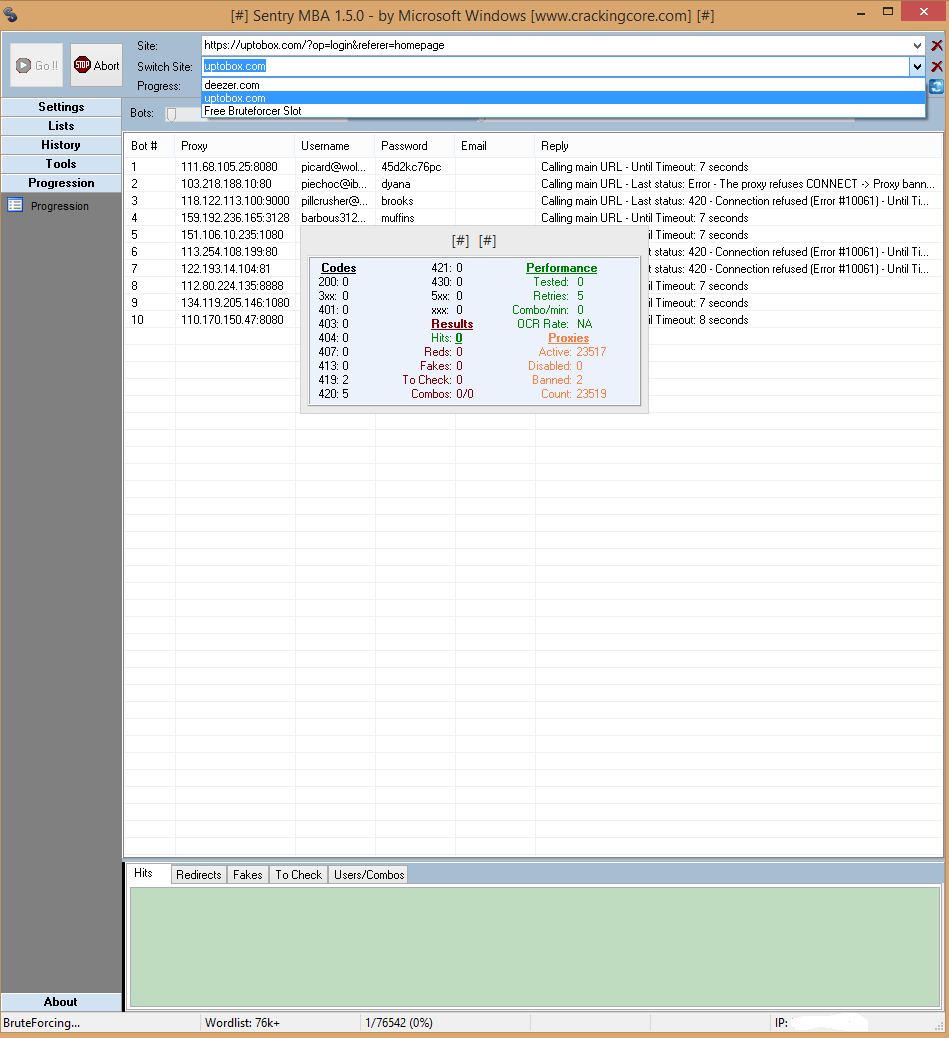 [#] Sentry MBA 1.5.0 - by Microsoft Windows [www.crackingcore.com] [#]
Go !!
STOP Abort
Site: https://uptobox.com/?op=login&referer=homepage
Switch Site: uptobox.com
Progress:
deezer.com
uptobox.com
Free Bruteforcer Slot
Bots:
Settings
Lists
History
Tools
Progression
Progression
Bot # Proxy Username Password Email Reply
1 111.68.105.25:8080 picard@wol... 45d2kc76pc Calling main URL - Until Timeout: 7 seconds
2 103.218.188.10:80 piechoc@ib... dyana Calling main URL - Last status: Error - The proxy refuses CONNECT -> Proxy bann...
3 118.122.113.100:9000 pillcrusher@... brooks Calling main URL - Last status: 420 - Connection refused (Error #10061) - Until Ti...
4 159.192.236.165:3128 barbous312... muffins Calling main URL - Until Timeout: 7 seconds
5 151.106.10.235:1080 il Timeout: 7 seconds
6 113.254.108.199:80 t status: 420 - Connection refused (Error #10061) - Until Ti...
7 122.193.14.104:81 t status: 420 - Connection refused (Error #10061) - Until Ti...
8 112.80.224.135:8888 il Timeout: 7 seconds
9 134.119.205.146:1080 il Timeout: 7 seconds
10 110.170.150.47:8080 il Timeout: 8 seconds
[#] [#]
Codes 421: 0 Performance
200: 0 430: 0 Tested: 0
3xx: 0 5xx: 0 Retries: 5
401: 0 xxx: 0 Combo/min: 0
403: 0 Results OCR Rate: NA
404: 0 Hits: 0 Proxies
407: 0 Reds: 0 Active: 23517
413: 0 Fakes: 0 Disabled: 0
419: 2 To Check: 0 Banned: 2
420: 5 Combos: 0/0 Count: 23519
Hits Redirects Fakes To Check Users/Combos
About
BruteForcing... Wordlist: 76k+ 1/76542 (0%) IP: